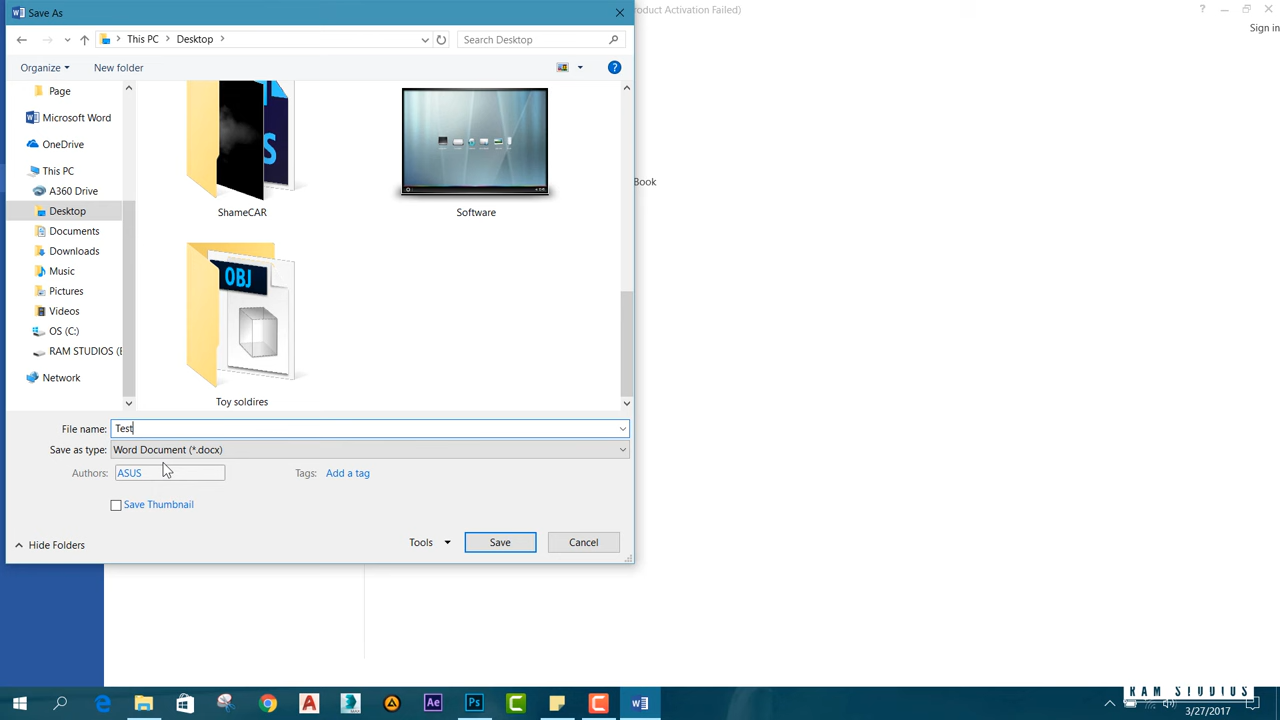 Save As
roduct Activation Failed)
Sign in
This PC > Desktop >
Search Desktop
Organize
New folder
Page
Microsoft Word
OneDrive
This PC
A360 Drive
Desktop
Documents
Downloads
Music
Pictures
Videos
OS (C:)
RAM STUDIOS (E
Network
S
ShameCAR
Software
OBJ
Toy soldires
Book
File name: Test
Save as type: Word Document (*.docx)
Authors: ASUS
Tags: Add a tag
Save Thumbnail
Hide Folders
Tools
Save
Cancel
Ae
Ps
RAM STUDIOS
3/27/2017